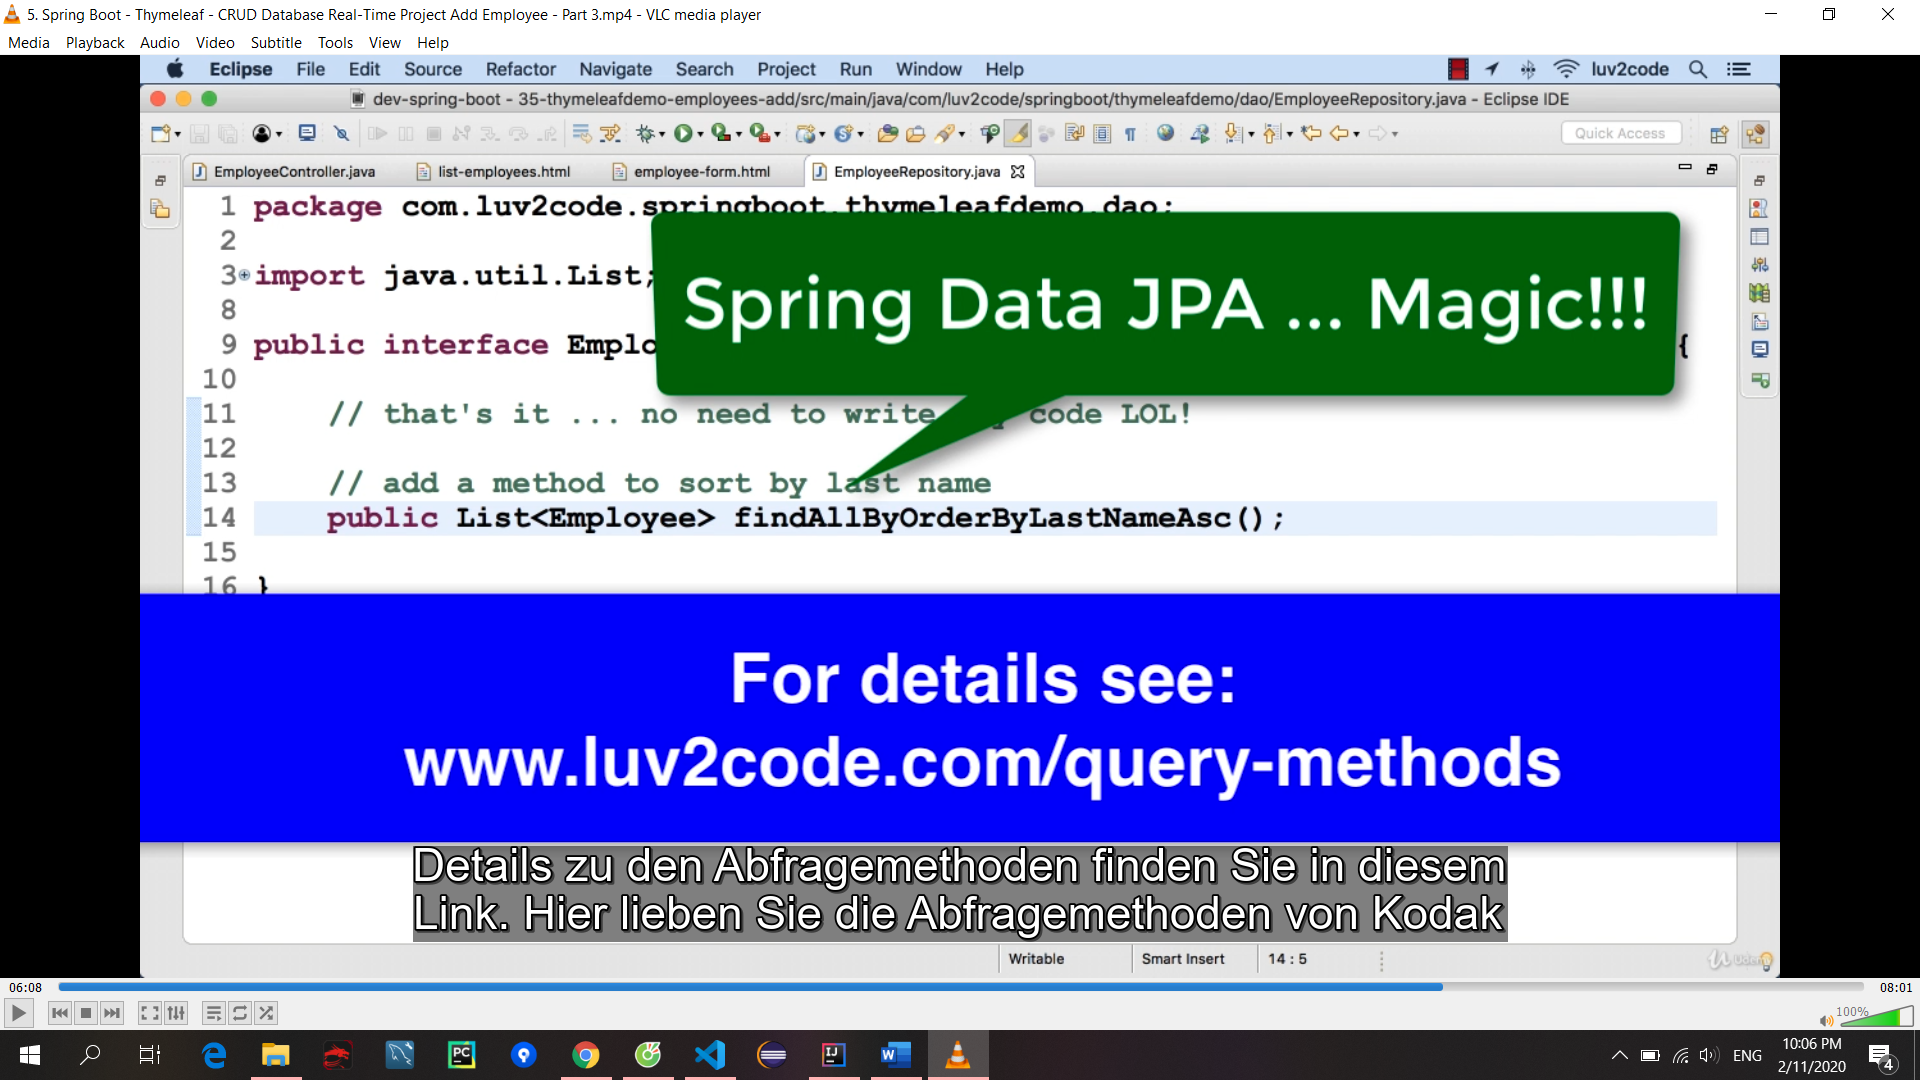 5. Spring Boot - Thymeleaf - CRUD Database Real-Time Project Add Employee - Part 3.mp4 - VLC media player
Media Playback Audio Video Subtitle Tools View Help
Eclipse File Edit Source Refactor Navigate Search Project Run Window Help luv2code
dev-spring-boot - 35-thymeleafdemo-employees-add/src/main/java/com/luv2code/springboot/thymeleafdemo/dao/EmployeeRepository.java - Eclipse IDE
Quick Access
EmployeeController.java list-employees.html employee-form.html EmployeeRepository.java
1 package com.luv2code.springboot.thymeleafdemo.dao;
2
3 import java.util.List;
8
9 public interface Emplo {
Spring Data JPA ... Magic!!!
10
11 // that's it ... no need to write code LOL!
12
13 // add a method to sort by last name
14 public List<Employee> findAllByOrderByLastNameAsc();
15
16 }
For details see:
www.luv2code.com/query-methods
Details zu den Abfragemethoden finden Sie in diesem
Link. Hier lieben Sie die Abfragemethoden von Kodak
Writable Smart Insert 14 : 5
Udemy
06:08 08:01
100%
ENG 10:06 PM
2/11/2020 4